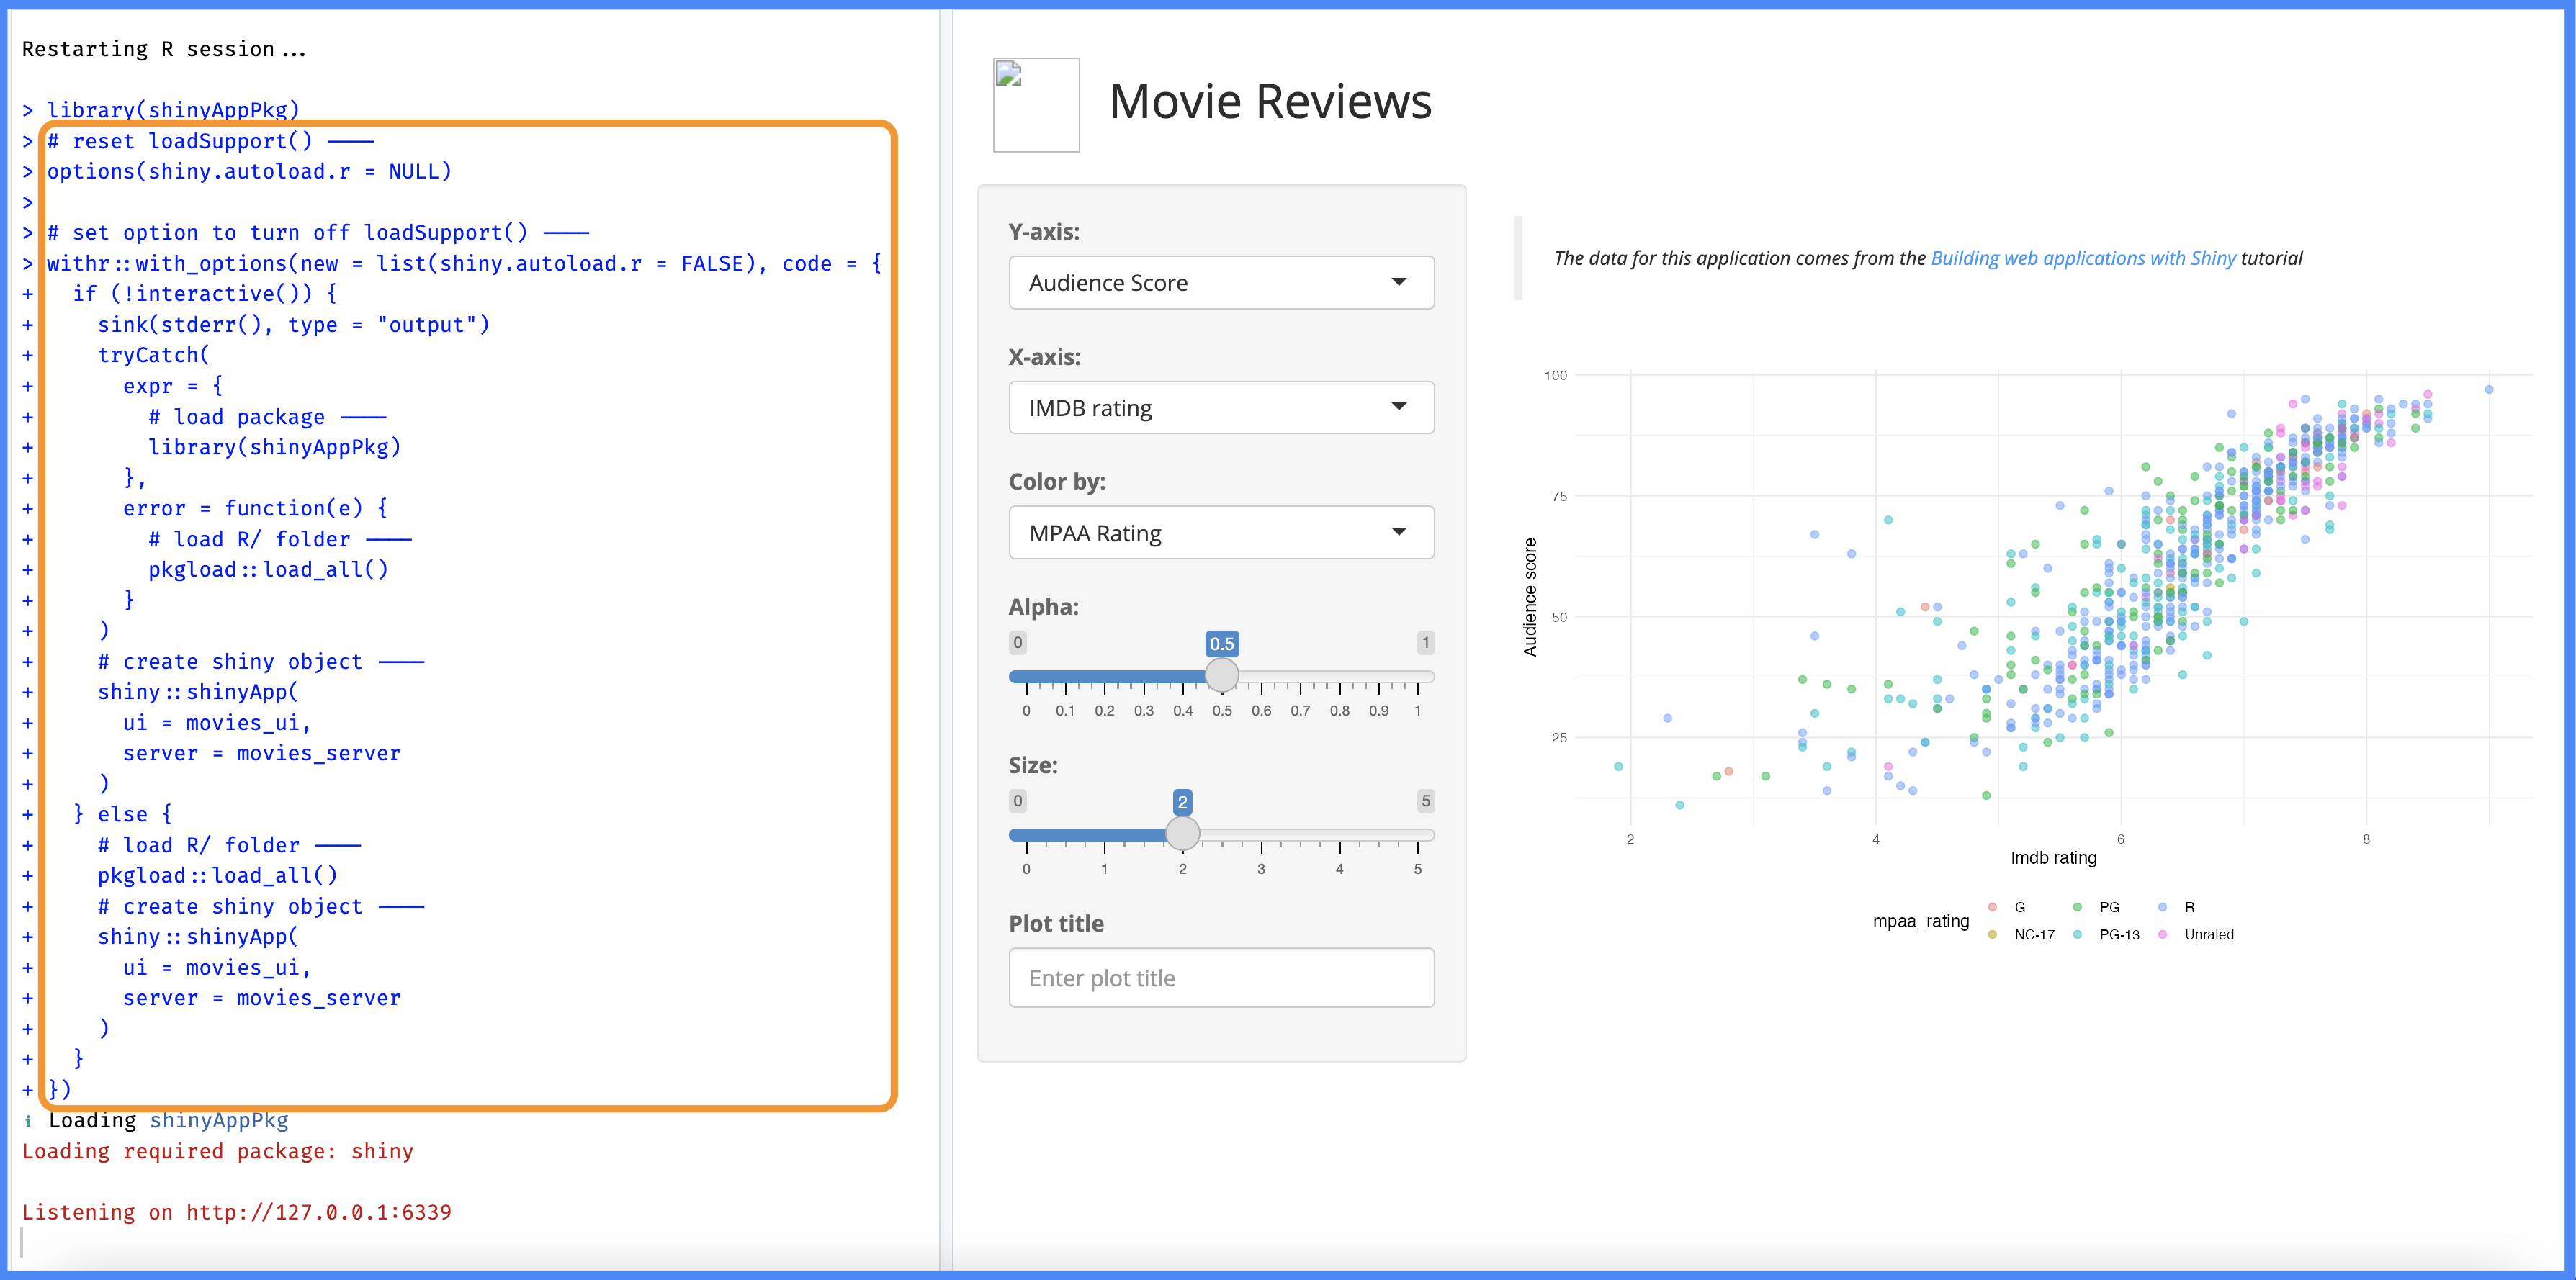 Restarting R session...
> library(shinyAppPkg)
> # reset loadSupport() ----
> options(shiny.autoload.r = NULL)
>
> # set option to turn off loadSupport() ----
> withr::with_options(new = list(shiny.autoload.r = FALSE), code = {
+   if (!interactive()) {
+     sink(stderr(), type = "output")
+     tryCatch(
+       expr = {
+         # load package ----
+         library(shinyAppPkg)
+       },
+       error = function(e) {
+         # load R/ folder ----
+         pkgload::load_all()
+       }
+     )
+     # create shiny object ----
+     shiny::shinyApp(
+       ui = movies_ui,
+       server = movies_server
+     )
+   } else {
+     # load R/ folder ----
+     pkgload::load_all()
+     # create shiny object ----
+     shiny::shinyApp(
+       ui = movies_ui,
+       server = movies_server
+     )
+   }
+ })
ℹ Loading shinyAppPkg
Loading required package: shiny
Listening on http://127.0.0.1:6339
Movie Reviews
Y-axis:
Audience Score
X-axis:
IMDB rating
Color by:
MPAA Rating
Alpha:
0 0.5 1
0 0.1 0.2 0.3 0.4 0.5 0.6 0.7 0.8 0.9 1
Size:
0 2 5
0 1 2 3 4 5
Plot title
Enter plot title
The data for this application comes from the Building web applications with Shiny tutorial
100
75
50
25
Audience score
2 4 6 8
Imdb rating
mpaa_rating
G PG R
NC-17 PG-13 Unrated